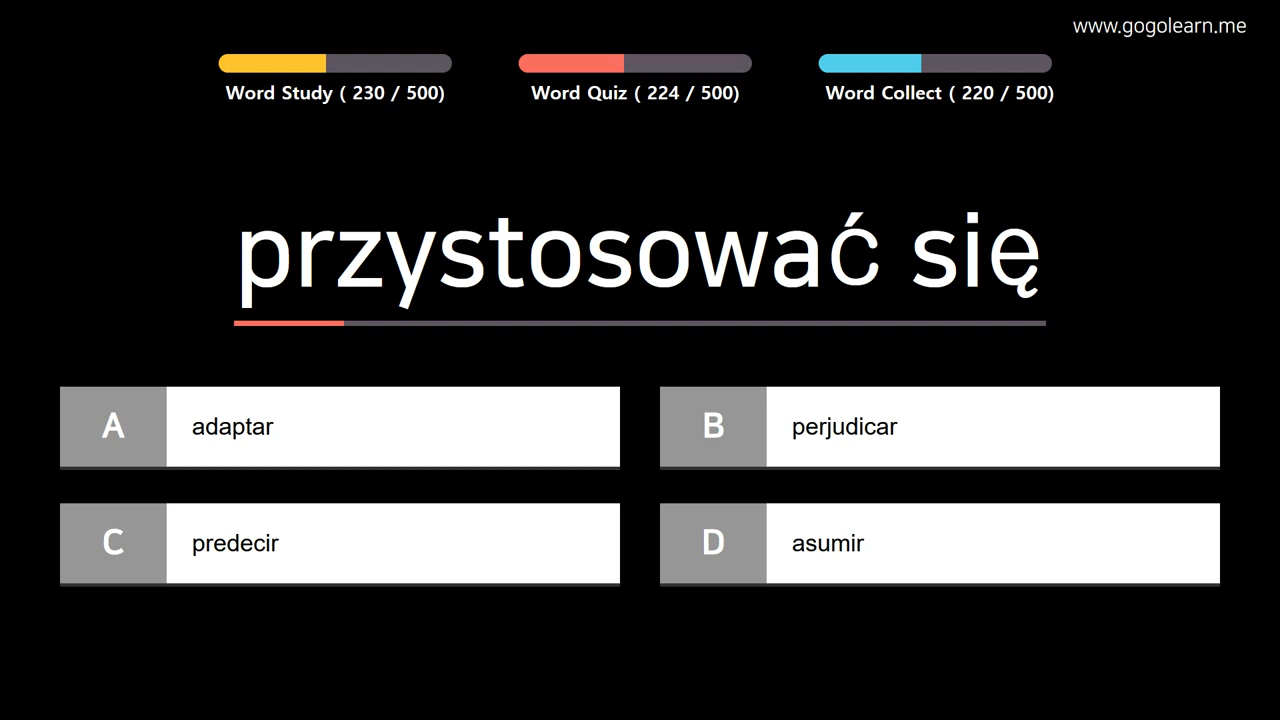 www.gogolearn.me
Word Study ( 230 / 500)
Word Quiz ( 224 / 500)
Word Collect ( 220 / 500)
przystosować się
A adaptar
B perjudicar
C predecir
D asumir